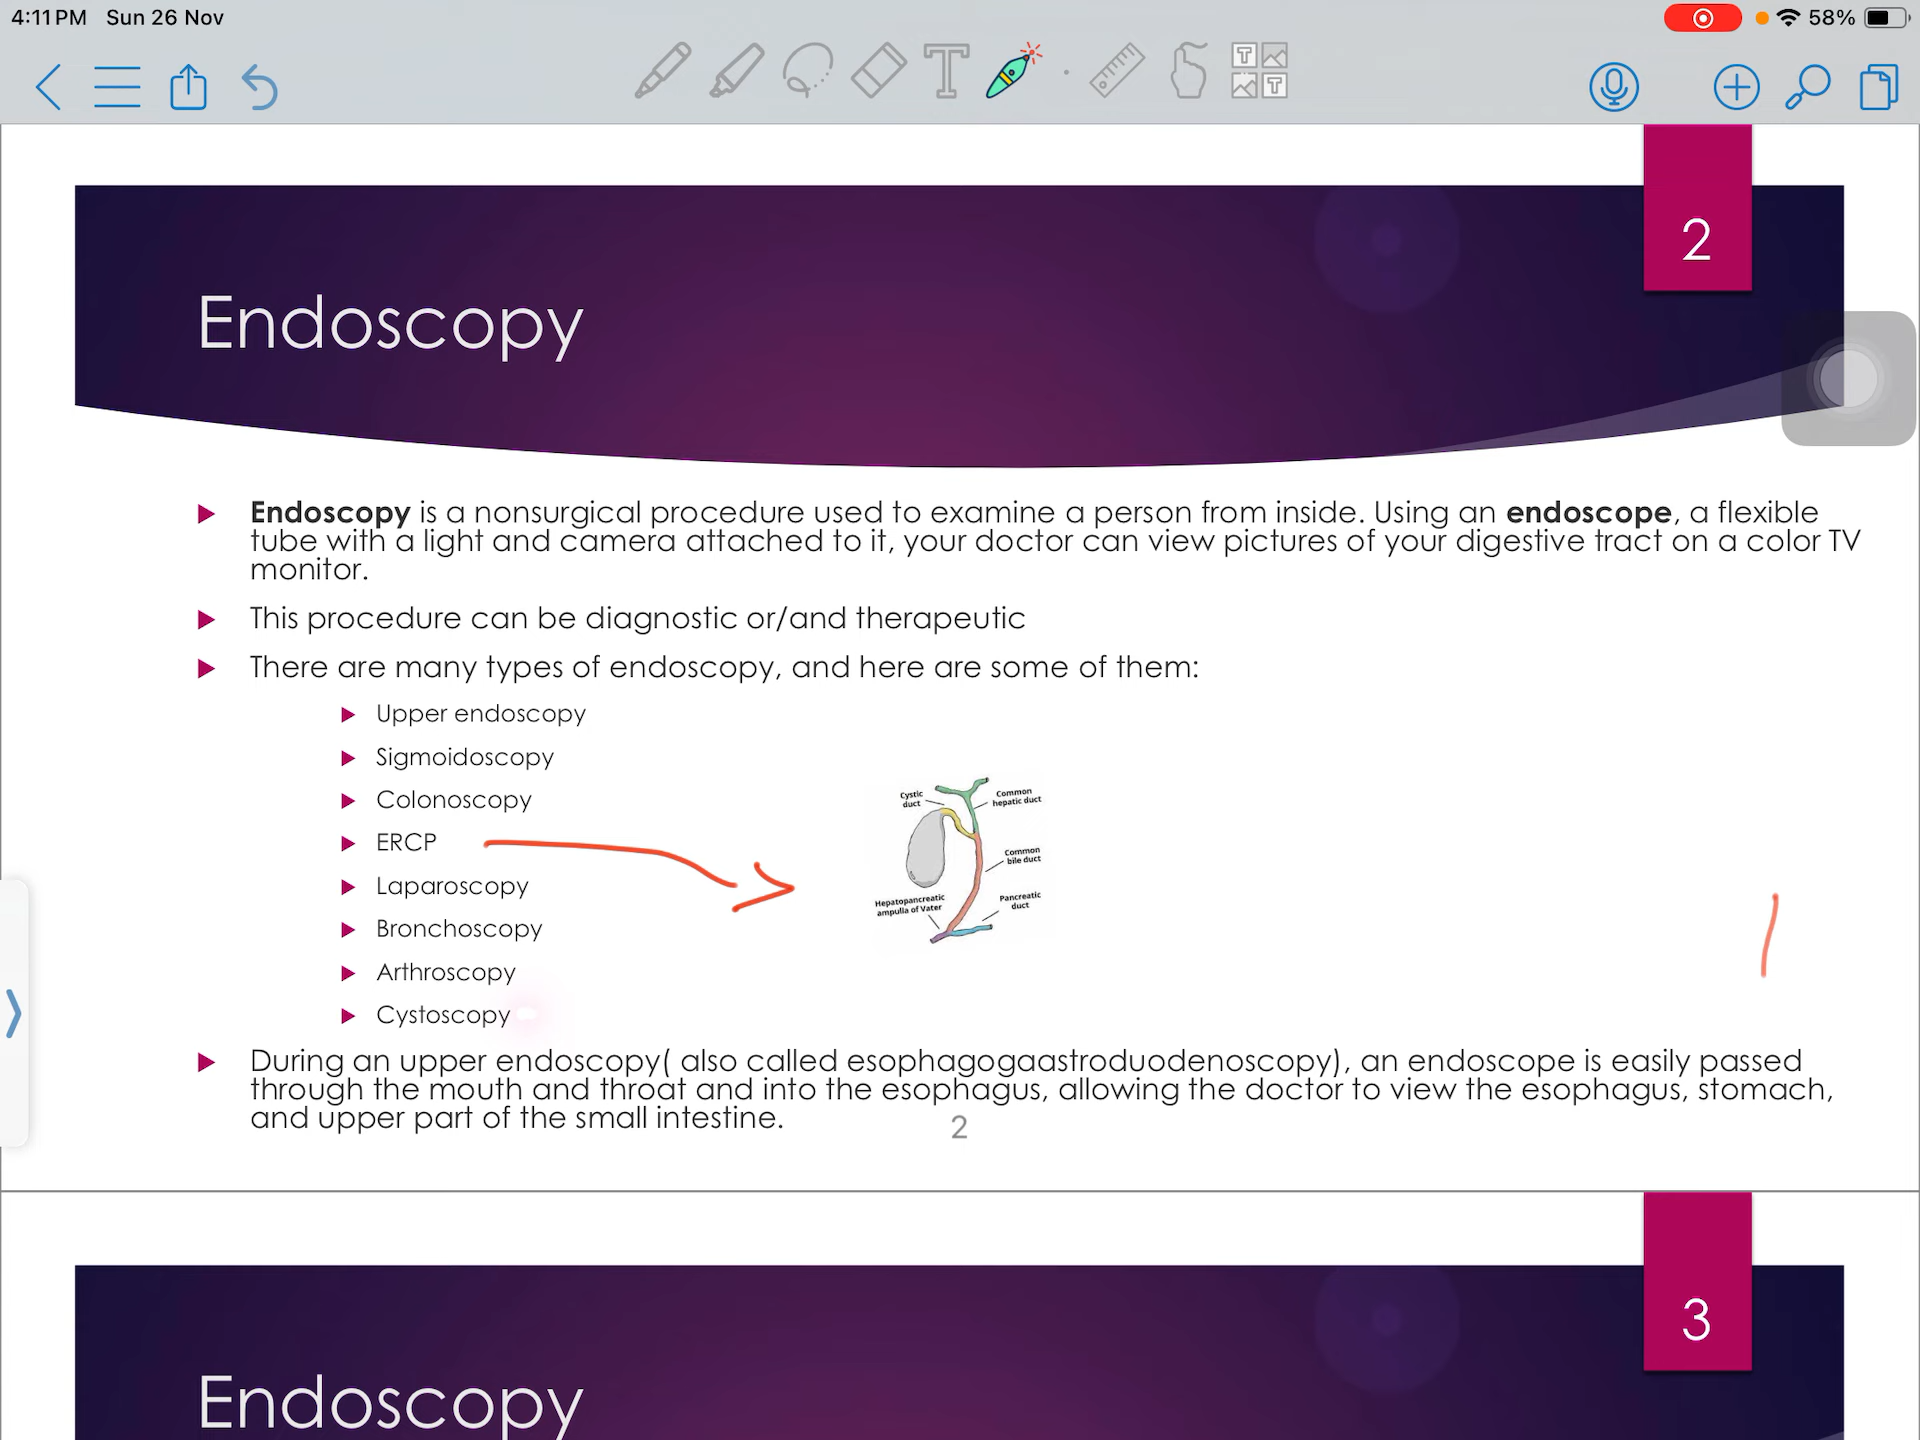 4:11 PM Sun 26 Nov
58%
2
Endoscopy
Endoscopy is a nonsurgical procedure used to examine a person from inside. Using an endoscope, a flexible
tube with a light and camera attached to it, your doctor can view pictures of your digestive tract on a color TV
monitor.
This procedure can be diagnostic or/and therapeutic
There are many types of endoscopy, and here are some of them:
Upper endoscopy
Sigmoidoscopy
Colonoscopy
ERCP
Laparoscopy
Bronchoscopy
Arthroscopy
Cystoscopy
Cystic
duct
Common
hepatic duct
Common
bile duct
Hepatopancreatic
ampulla of Vater
Pancreatic
duct
During an upper endoscopy( also called esophagogaastroduodenoscopy), an endoscope is easily passed
through the mouth and throat and into the esophagus, allowing the doctor to view the esophagus, stomach,
and upper part of the small intestine.
2
3
Endoscopy